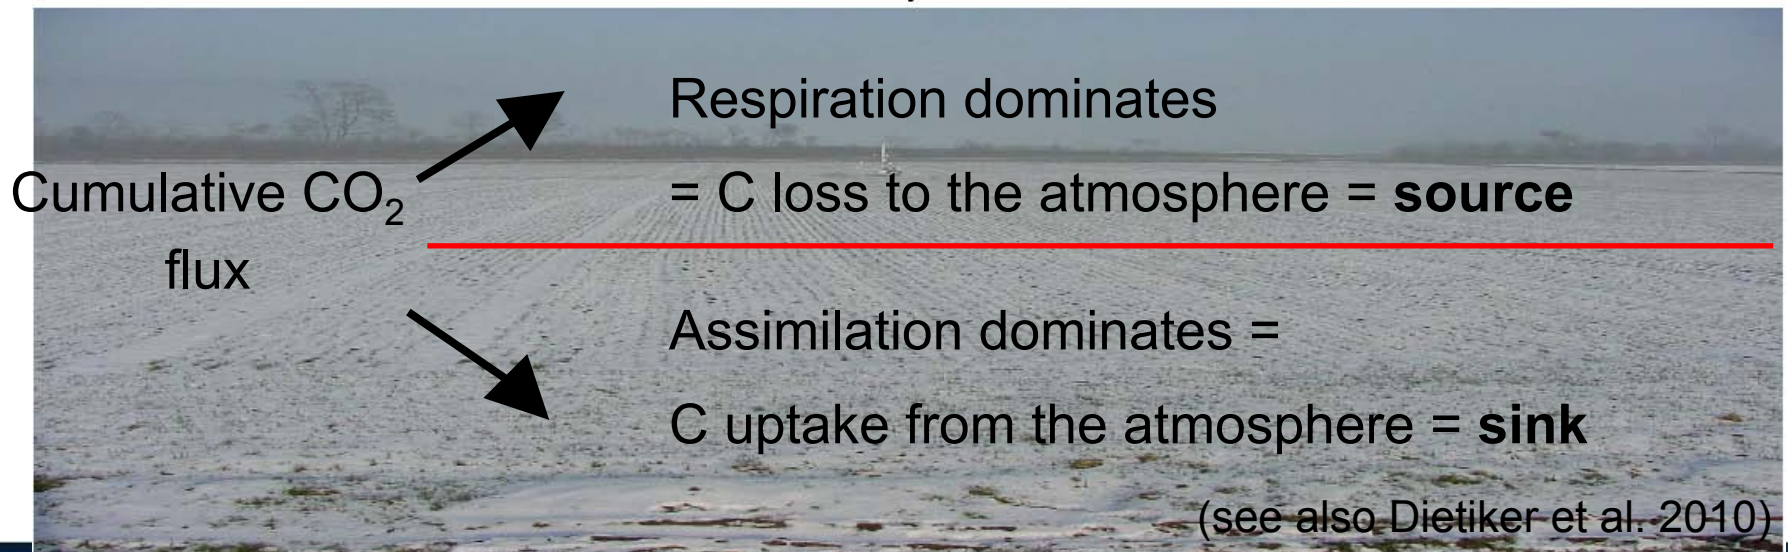 Respiration dominates
Cumulative CO₂
= C loss to the atmosphere = source
flux
Assimilation dominates =
C uptake from the atmosphere = sink
(see also Dietiker et al. 2010)